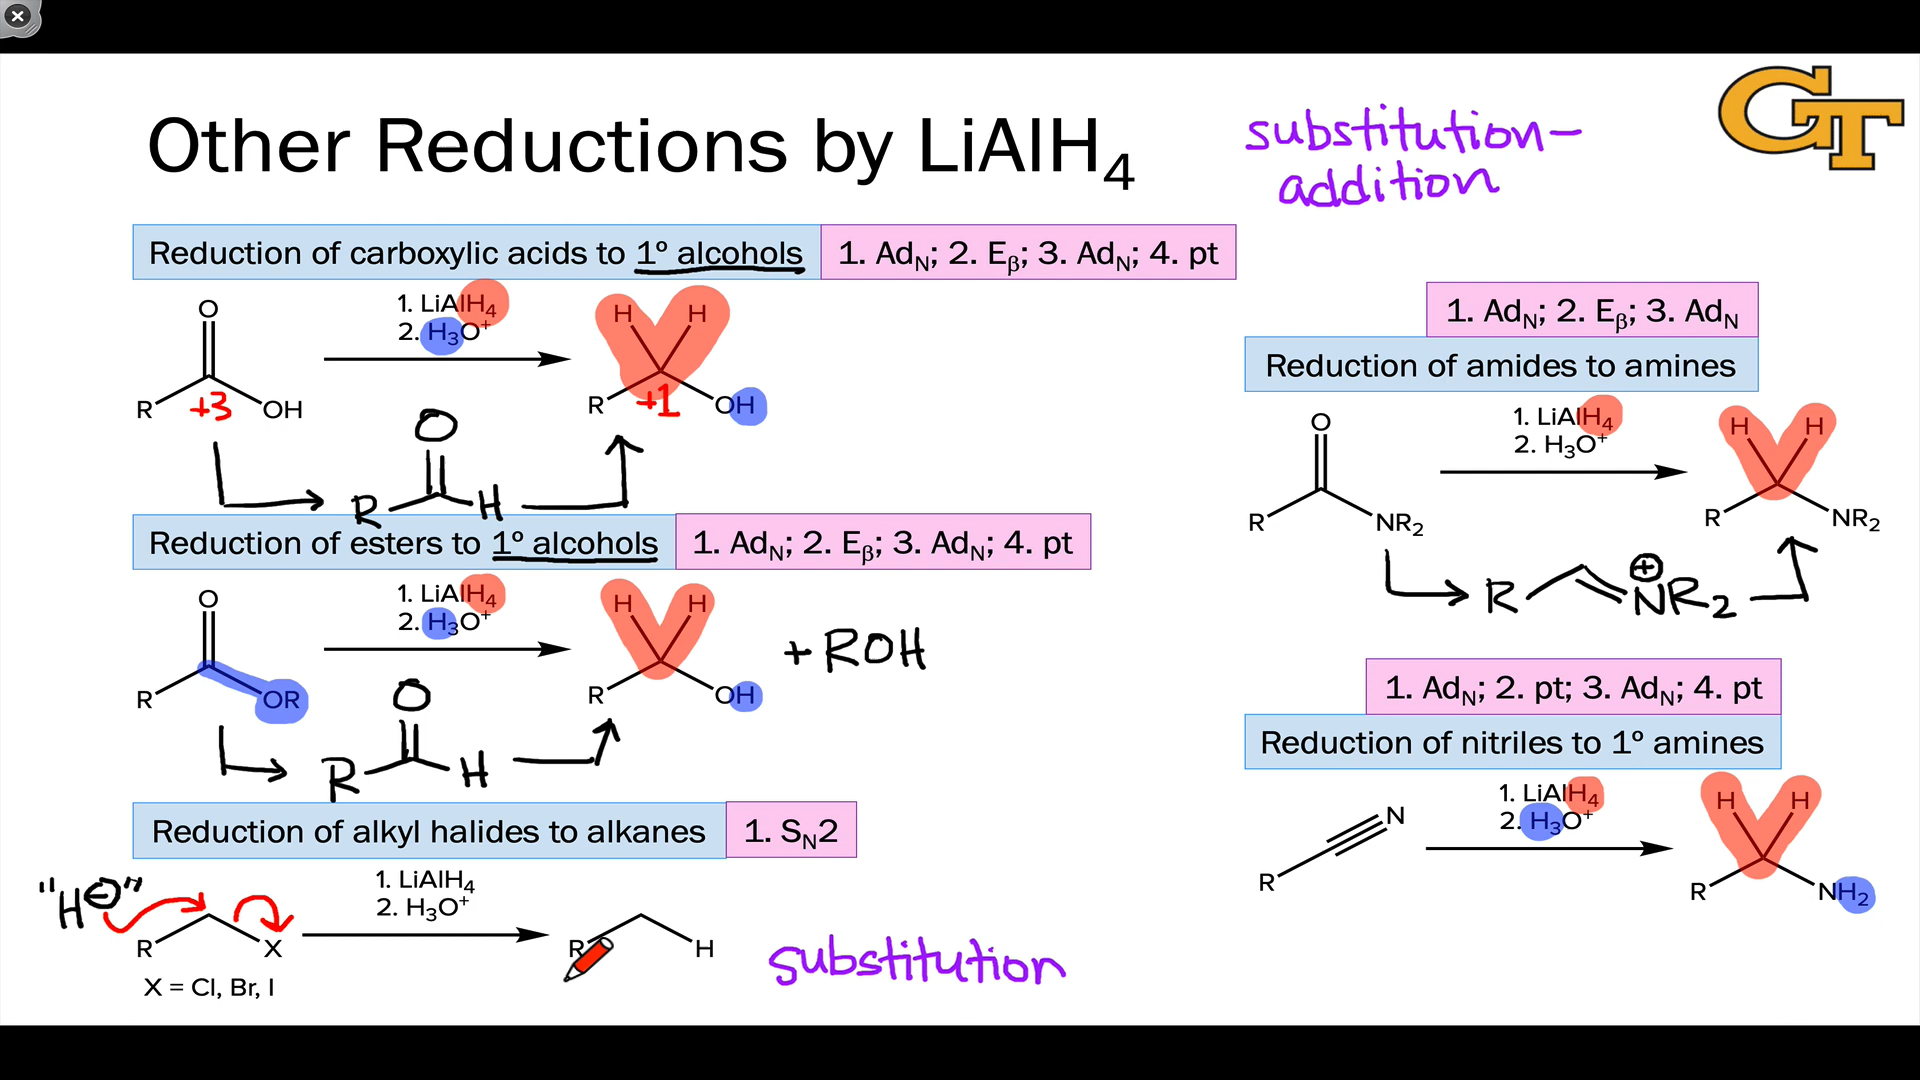 Other Reductions by LiAlH4
substitution-
addition
GT
Reduction of carboxylic acids to 1º alcohols
1. AdN; 2. Eβ; 3. AdN; 4. pt
O
R
OH
+3
1. LiAlH4
2. H3O+
H H
R
OH
+1
O
R H
Reduction of esters to 1º alcohols
1. AdN; 2. Eβ; 3. AdN; 4. pt
O
R
OR
1. LiAlH4
2. H3O+
H H
R
OH
+ ROH
O
R H
Reduction of alkyl halides to alkanes
1. SN2
"H⊖"
R
X
X = Cl, Br, I
1. LiAlH4
2. H3O+
R
H
substitution
1. AdN; 2. Eβ; 3. AdN
Reduction of amides to amines
O
R
NR2
1. LiAlH4
2. H3O+
H H
R
NR2
R
⊕
NR2
1. AdN; 2. pt; 3. AdN; 4. pt
Reduction of nitriles to 1º amines
N
R
1. LiAlH4
2. H3O+
H H
R
NH2